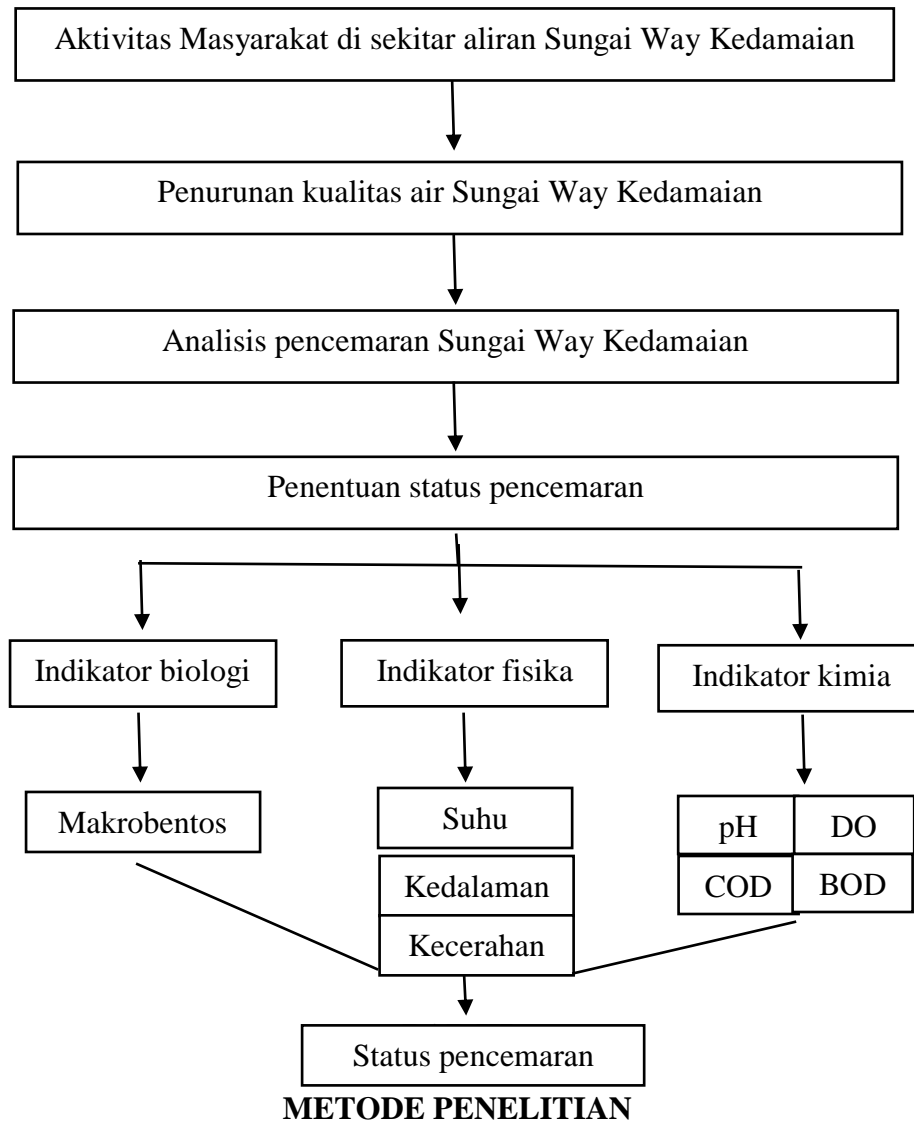 Aktivitas Masyarakat di sekitar aliran Sungai Way Kedamaian
Penurunan kualitas air Sungai Way Kedamaian
Analisis pencemaran Sungai Way Kedamaian
Penentuan status pencemaran
Indikator biologi
Indikator fisika
Indikator kimia
Makrobentos
Suhu
Kedalaman
Kecerahan
pH
DO
COD
BOD
Status pencemaran
METODE PENELITIAN